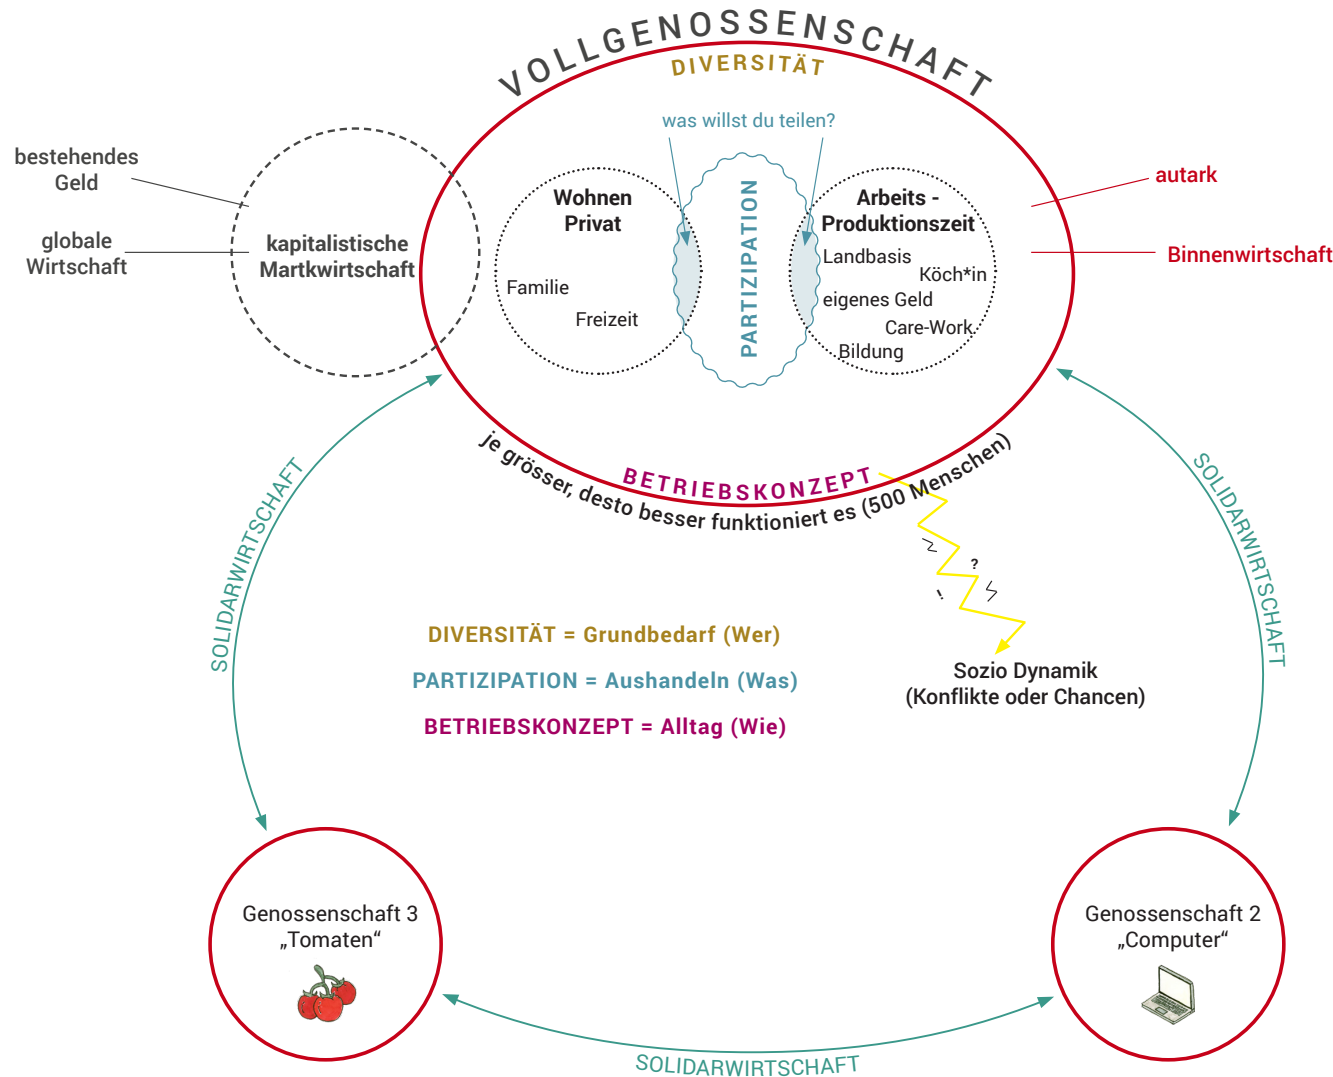 VOLLGENOSSENSCHAFT
DIVERSITÄT
was willst du teilen?
bestehendes
Geld
globale
Wirtschaft
kapitalistische
Martkwirtschaft
Wohnen
Privat
Familie
Freizeit
PARTIZIPATION
Arbeits -
Produktionszeit
Landbasis
Köch*in
eigenes Geld
Care-Work
Bildung
autark
Binnenwirtschaft
BETRIEBSKONZEPT
je grösser, desto besser funktioniert es (500 Menschen)
SOLIDARWIRTSCHAFT
SOLIDARWIRTSCHAFT
?
!
DIVERSITÄT = Grundbedarf (Wer)
PARTIZIPATION = Aushandeln (Was)
BETRIEBSKONZEPT = Alltag (Wie)
Sozio Dynamik
(Konflikte oder Chancen)
Genossenschaft 3
„Tomaten“
Genossenschaft 2
„Computer“
SOLIDARWIRTSCHAFT